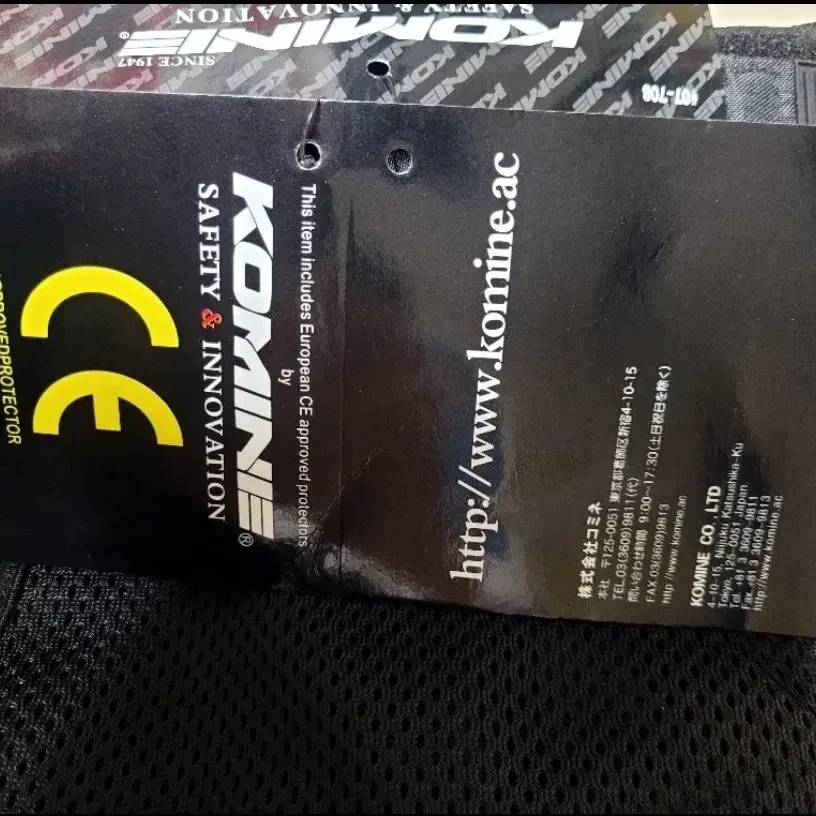 KOMINE®
SAFETY & INNOVATION
SINCE 1947
#07-708
This item includes European CE approved protectors
by
KOMINE®
SAFETY & INNOVATION
CE
PROTECTOR
http://www.komine.ac
株式会社コミネ
本社 〒125-0051 東京都葛飾区新宿4-10-15
TEL.03(3609)9811(代)
問い合わせ時間 9:00～17:30(土日祝日を除く)
FAX 03(3609)9813
http://www.komine.ac
KOMINE CO., LTD
4-10-15, Niijuku Katsushika-Ku
Tokyo, 125-0051 Japan
Tel. +81 3 3609-9811
Fax. +81 3 3609-9813
http://www.komine.ac